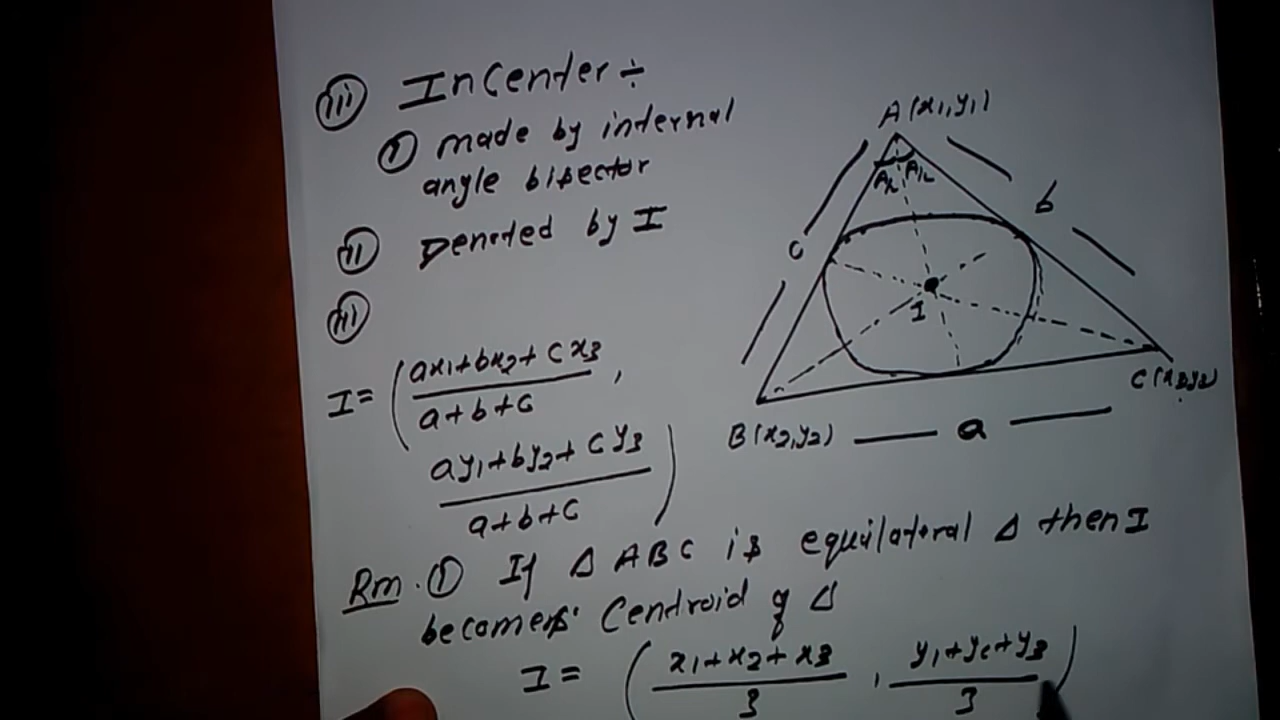 (iii) InCenter ÷
(i) made by internal
angle bisector
(ii) Denoted by I
(iii)
I = ( ax1+bx2+Cx3 / a+b+C ,
ay1+by2+Cy3 / a+b+C )
A(x1,y1)
A/2 A/2
b
c
I
C(x3,y3)
B(x2,y2) a
Rm. (1) If Δ ABC is equilateral Δ then I
becomes Centroid of Δ
I = ( x1+x2+x3 / 3 , y1+y2+y3 / 3 )